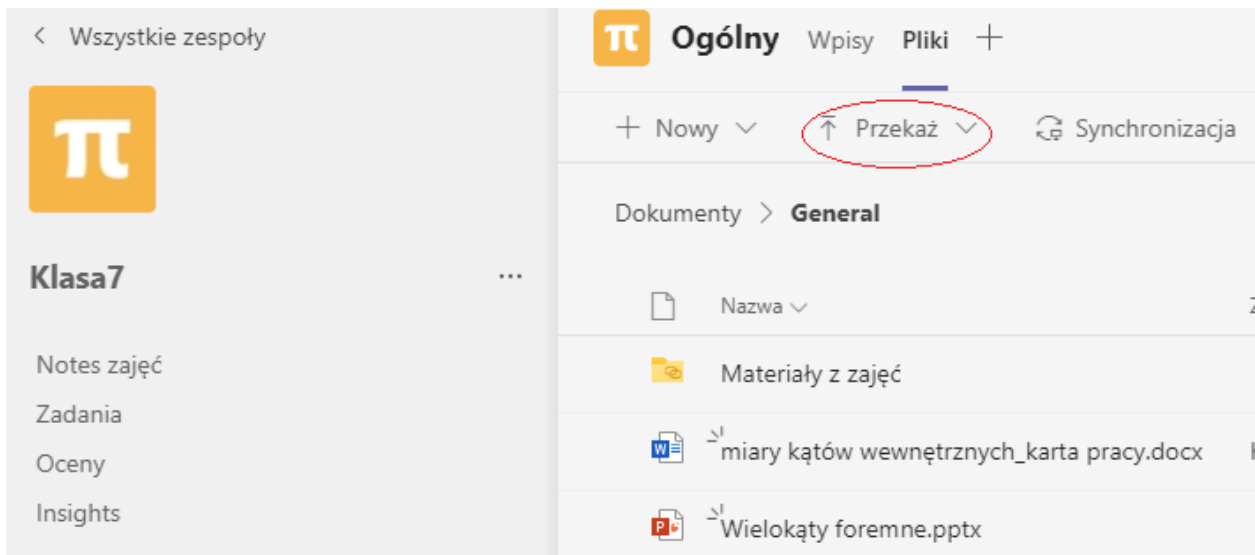 Wszystkie zespoły
π
Klasa7
Notes zajęć
Zadania
Oceny
Insights
π Ogólny Wpisy Pliki
Nowy Przekaż Synchronizacja
Dokumenty > General
Nazwa
Materiały z zajęć
miary kątów wewnętrznych_karta pracy.docx
Wielokąty foremne.pptx